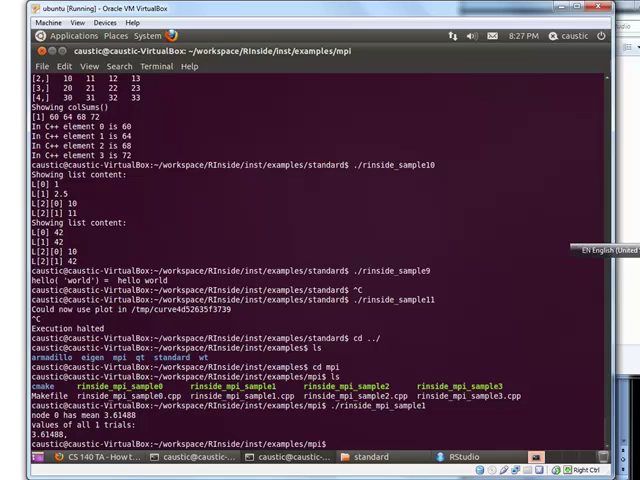 ubuntu [Running] - Oracle VM VirtualBox
Machine View Devices Help
Applications Places System 8:27 PM caustic
caustic@caustic-VirtualBox: ~/workspace/RInside/inst/examples/mpi
File Edit View Search Terminal Help
[2,] 10 11 12 13
[3,] 20 21 22 23
[4,] 30 31 32 33
Showing colSums()
[1] 60 64 68 72
In C++ element 0 is 60
In C++ element 1 is 64
In C++ element 2 is 68
In C++ element 3 is 72
caustic@caustic-VirtualBox:~/workspace/RInside/inst/examples/standard$ ./rinside_sample10
Showing list content:
L[0] 1
L[1] 2.5
L[2][0] 10
L[2][1] 11
Showing list content:
L[0] 42
L[1] 42
L[2][0] 10
L[2][1] 42
caustic@caustic-VirtualBox:~/workspace/RInside/inst/examples/standard$ ./rinside_sample9
hello( 'world') = hello world
caustic@caustic-VirtualBox:~/workspace/RInside/inst/examples/standard$ ^C
caustic@caustic-VirtualBox:~/workspace/RInside/inst/examples/standard$ ./rinside_sample11
Could now use plot in /tmp/curve4d52635f3739
^C
Execution halted
caustic@caustic-VirtualBox:~/workspace/RInside/inst/examples/standard$ cd ../
caustic@caustic-VirtualBox:~/workspace/RInside/inst/examples$ ls
armadillo eigen mpi qt standard wt
caustic@caustic-VirtualBox:~/workspace/RInside/inst/examples$ cd mpi
caustic@caustic-VirtualBox:~/workspace/RInside/inst/examples/mpi$ ls
cmake rinside_mpi_sample0 rinside_mpi_sample1 rinside_mpi_sample2 rinside_mpi_sample3
Makefile rinside_mpi_sample0.cpp rinside_mpi_sample1.cpp rinside_mpi_sample2.cpp rinside_mpi_sample3.cpp
caustic@caustic-VirtualBox:~/workspace/RInside/inst/examples/mpi$ ./rinside_mpi_sample1
node 0 has mean 3.61488
values of all 1 trials:
3.61488,
caustic@caustic-VirtualBox:~/workspace/RInside/inst/examples/mpi$
CS 140 TA - How t... caustic@caustic-... caustic@caustic-... standard RStudio
Right Ctrl
EN English (United